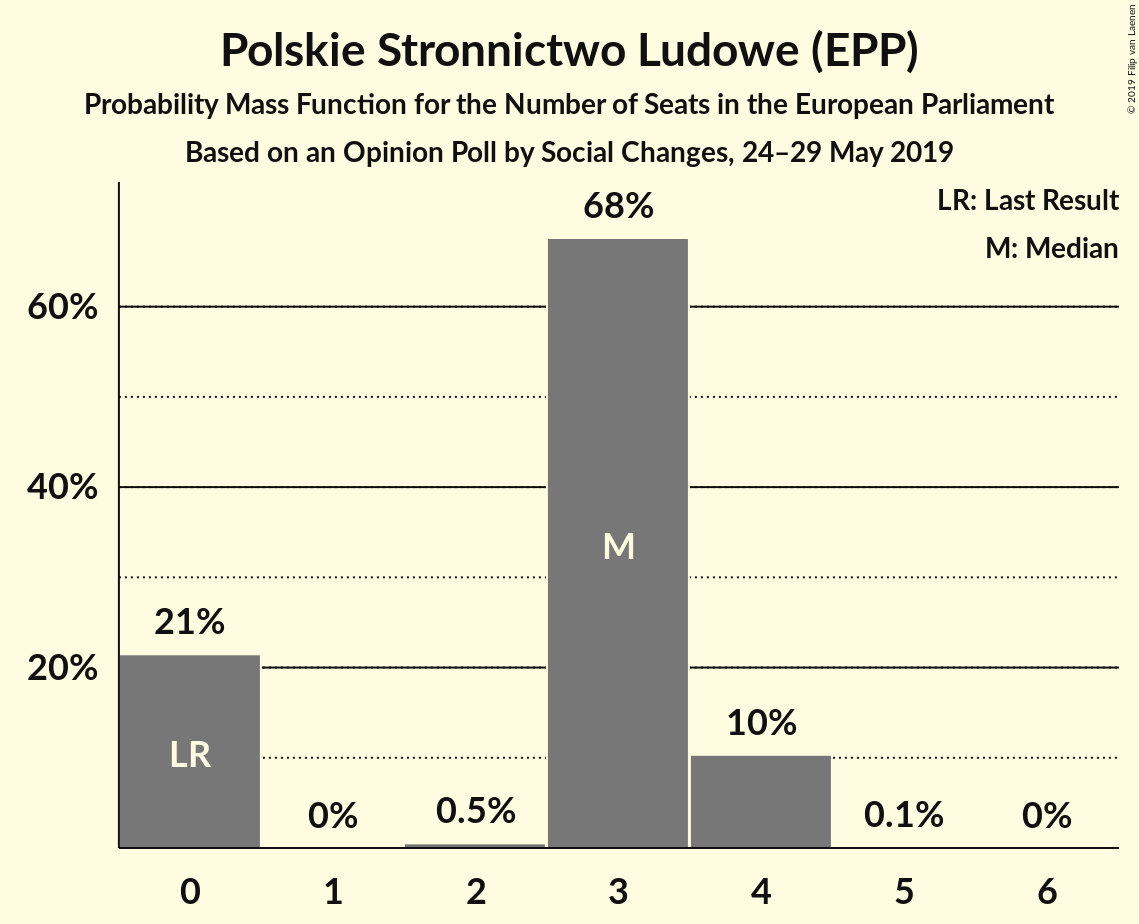 Polskie Stronnictwo Ludowe (EPP)
Probability Mass Function for the Number of Seats in the European Parliament
Based on an Opinion Poll by Social Changes, 24–29 May 2019
© 2019 Filip van Laenen
LR: Last Result
M: Median
68%
60%
40%
M
21%
20%
LR
10%
0%
0.5%
0.1%
0%
0 1 2 3 4 5 6